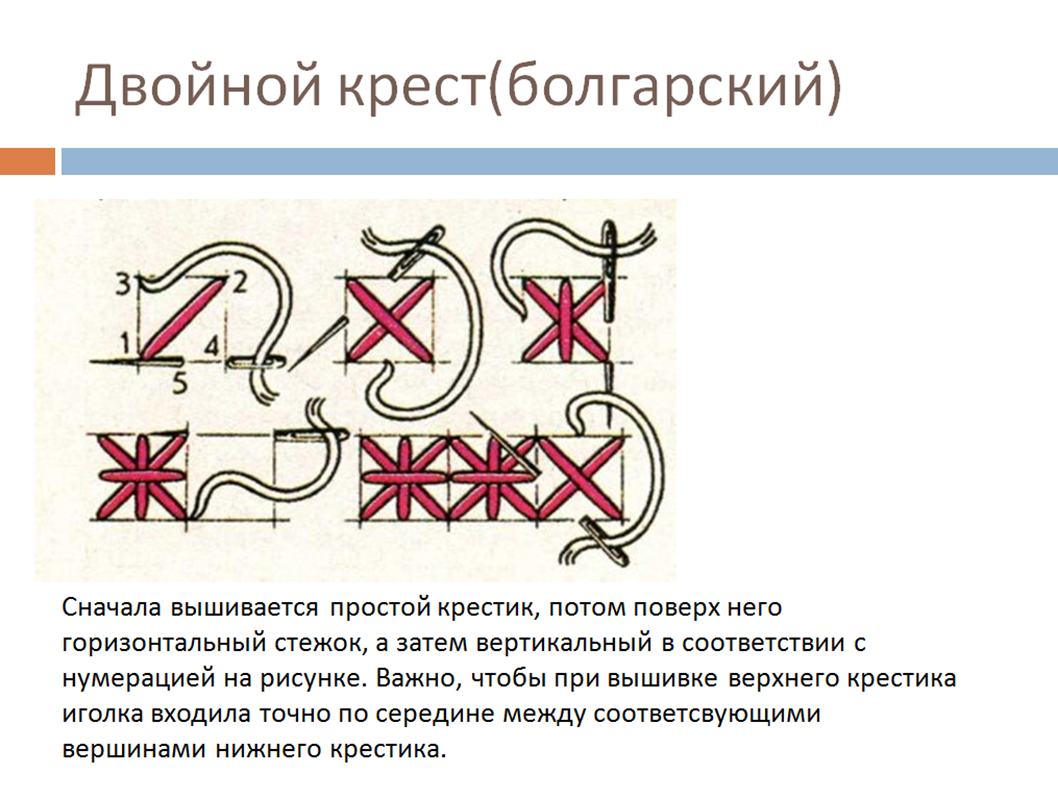 Двойной крест(болгарский)
3 2
1 4
5
Сначала вышивается простой крестик, потом поверх него
горизонтальный стежок, а затем вертикальный в соответствии с
нумерацией на рисунке. Важно, чтобы при вышивке верхнего крестика
иголка входила точно по середине между соответсвующими
вершинами нижнего крестика.